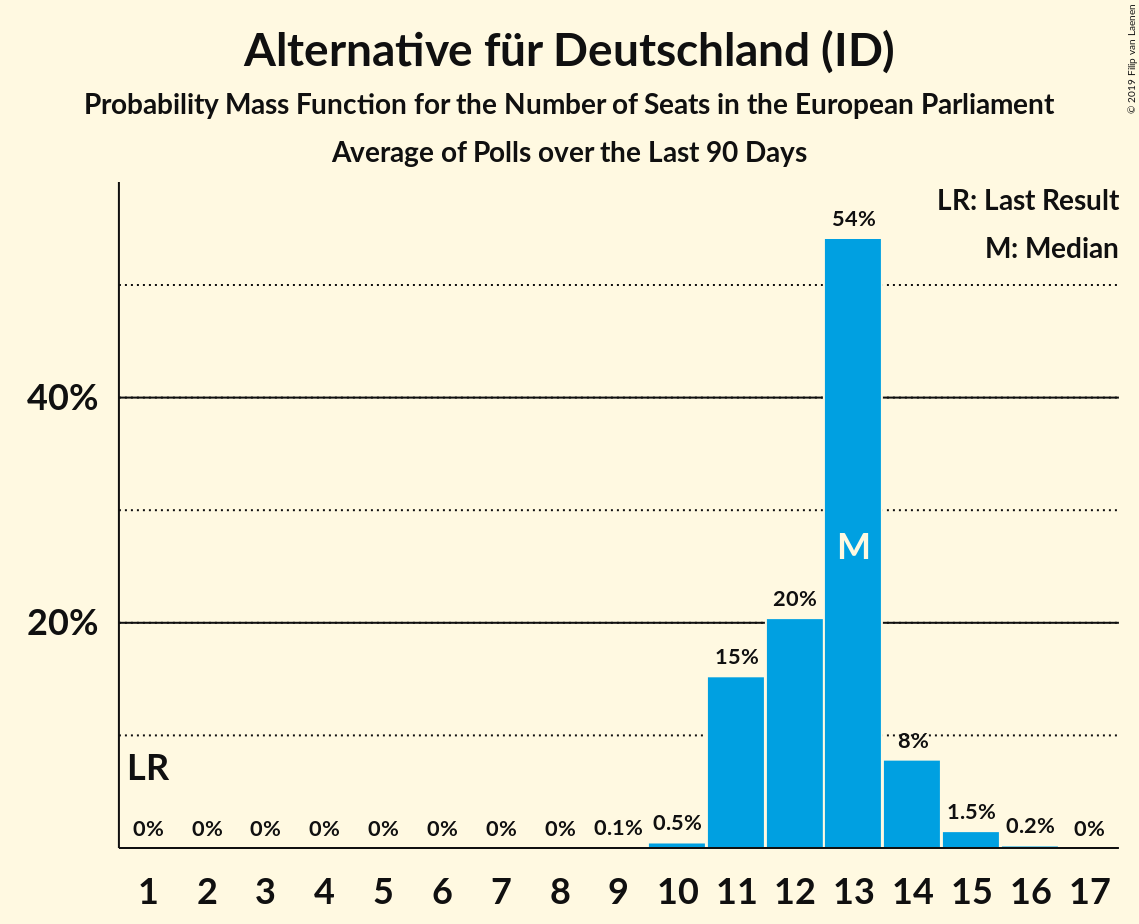 Alternative für Deutschland (ID)
Probability Mass Function for the Number of Seats in the European Parliament
Average of Polls over the Last 90 Days
© 2019 Filip van Laenen
LR: Last Result
M: Median
54%
40%
M
20%
20%
15%
8%
LR
0% 0% 0% 0% 0% 0% 0% 0% 0.1% 0.5% 1.5% 0.2% 0%
1 2 3 4 5 6 7 8 9 10 11 12 13 14 15 16 17